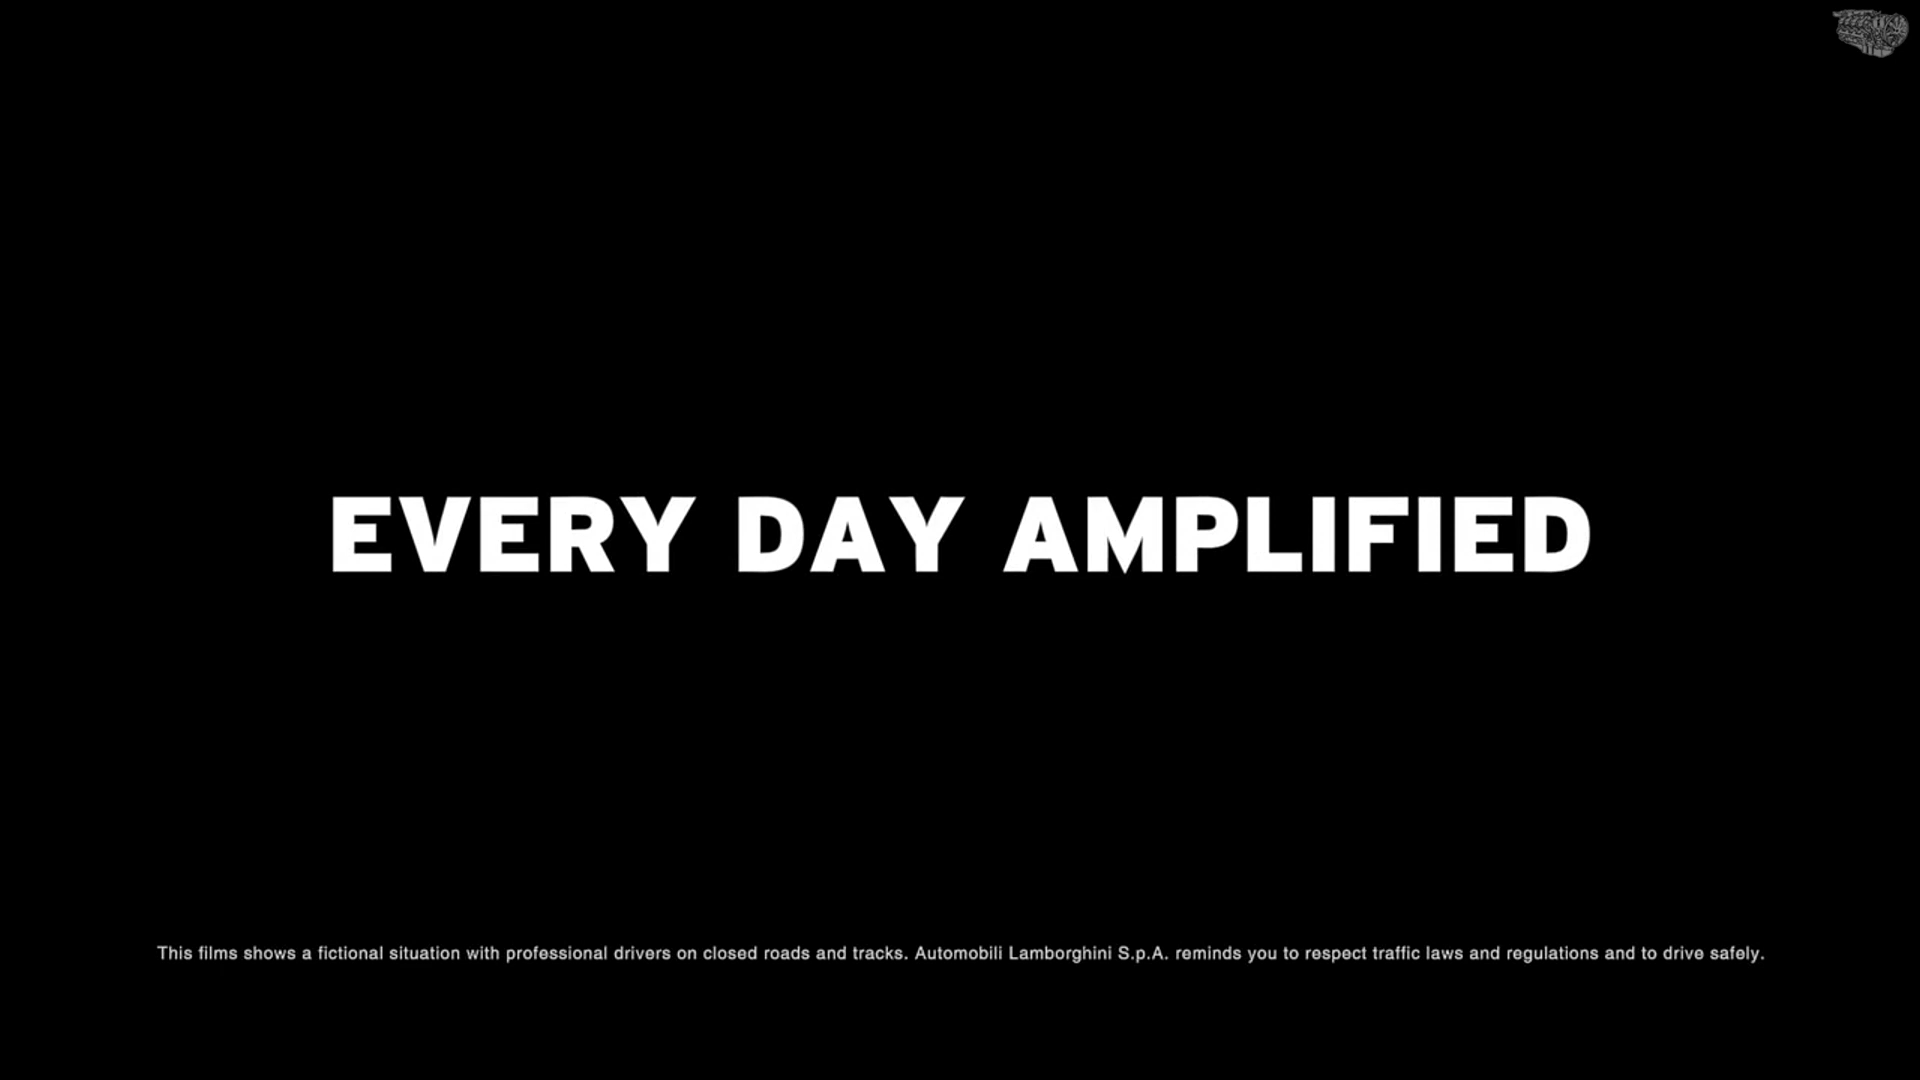 EVERY DAY AMPLIFIED
This films shows a fictional situation with professional drivers on closed roads and tracks. Automobili Lamborghini S.p.A. reminds you to respect traffic laws and regulations and to drive safely.